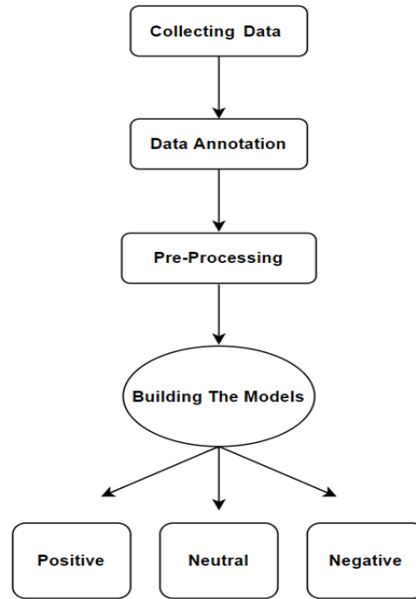 Collecting Data
Data Annotation
Pre-Processing
Building The Models
Positive
Neutral
Negative